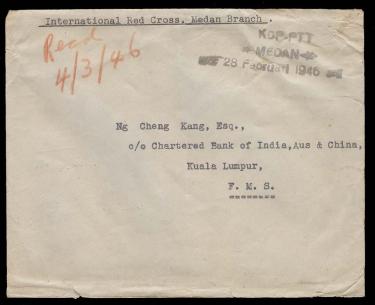 International Red Cross, Medan Branch.
Recd
4/3/46
KSP-PTT
*MEDAN*
28 Februari 1946
Ng Cheng Kang, Esq.,
c/o Chartered Bank of India,Aus & China,
Kuala Lumpur,
F. M. S.